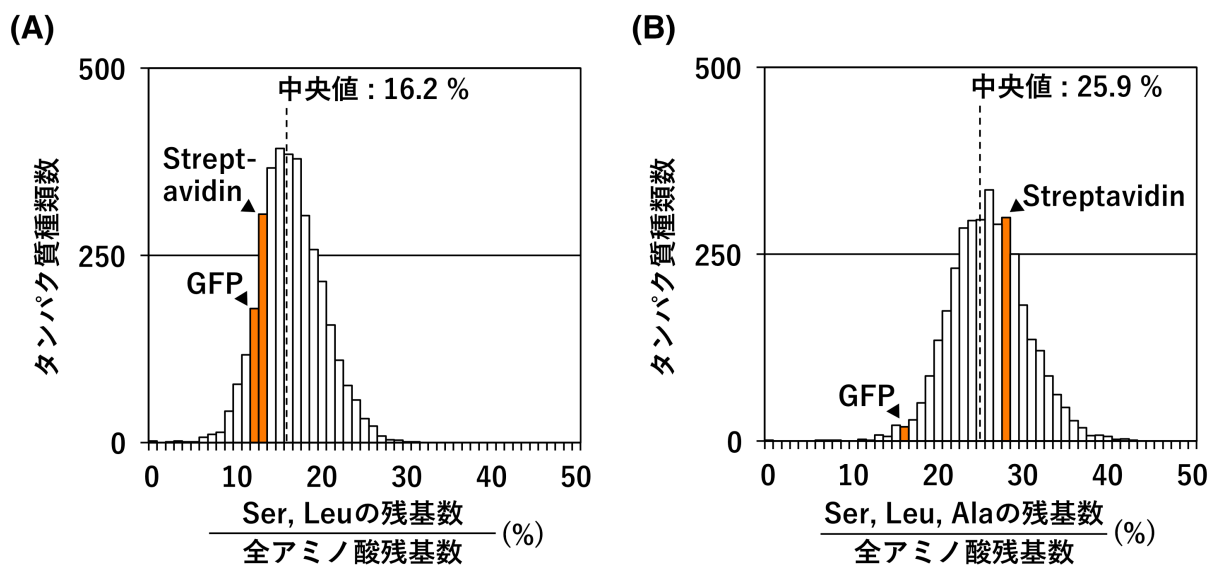 (A)
500
250
0
タンパク質種類数
中央値 : 16.2 %
Strept-
avidin
GFP
0 10 20 30 40 50
Ser, Leuの残基数
全アミノ酸残基数
(%)
(B)
500
250
0
タンパク質種類数
中央値 : 25.9 %
Streptavidin
GFP
0 10 20 30 40 50
Ser, Leu, Alaの残基数
全アミノ酸残基数
(%)